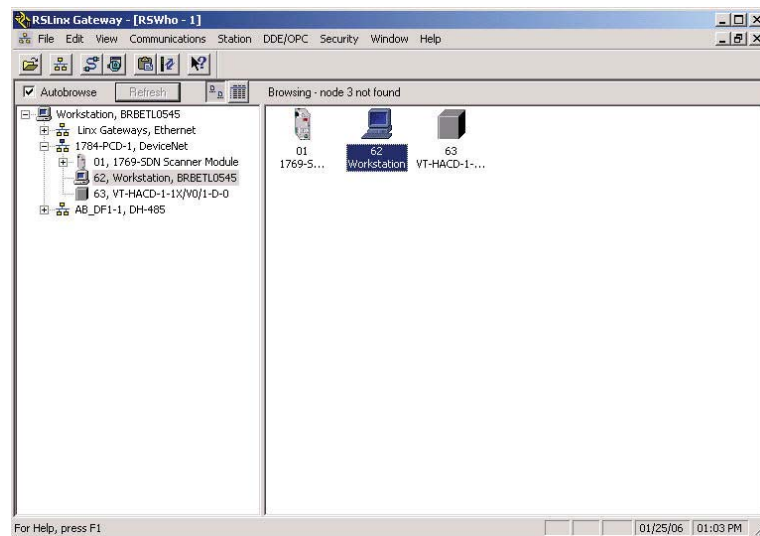 RSLinx Gateway - [RSWho - 1]
File Edit View Communications Station DDE/OPC Security Window Help
Autobrowse Refresh Browsing - node 3 not found
Workstation, BRBETL0545
Linx Gateways, Ethernet
1784-PCD-1, DeviceNet
01, 1769-SDN Scanner Module
62, Workstation, BRBETL0545
63, VT-HACD-1-1X/V0/1-D-0
AB_DF1-1, DH-485
01
1769-S...
62
Workstation
63
VT-HACD-1-...
For Help, press F1
01/25/06 01:03 PM